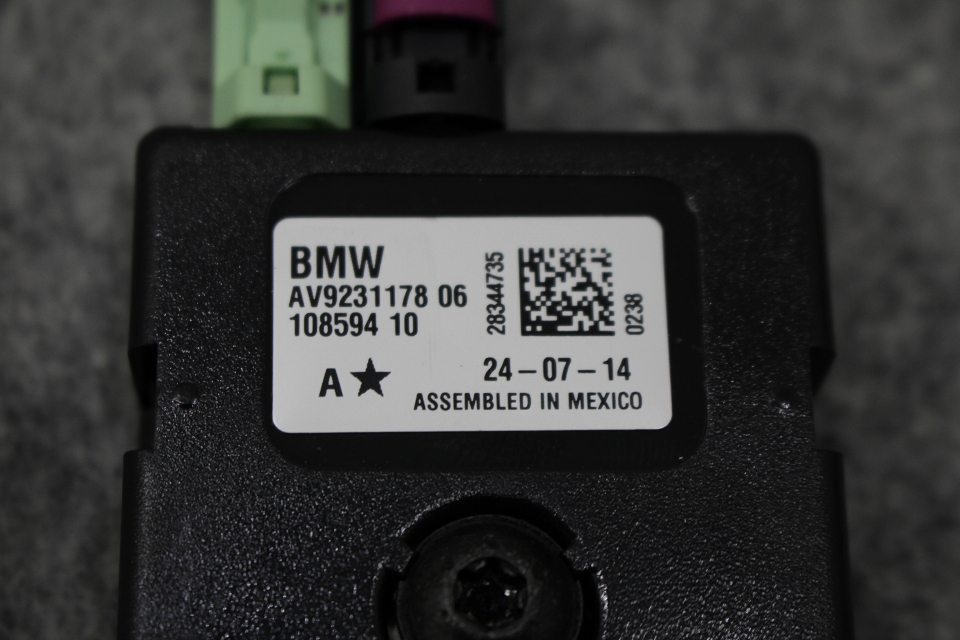 BMW
AV9231178 06
108594 10
28344735
0238
A★
24-07-14
ASSEMBLED IN MEXICO